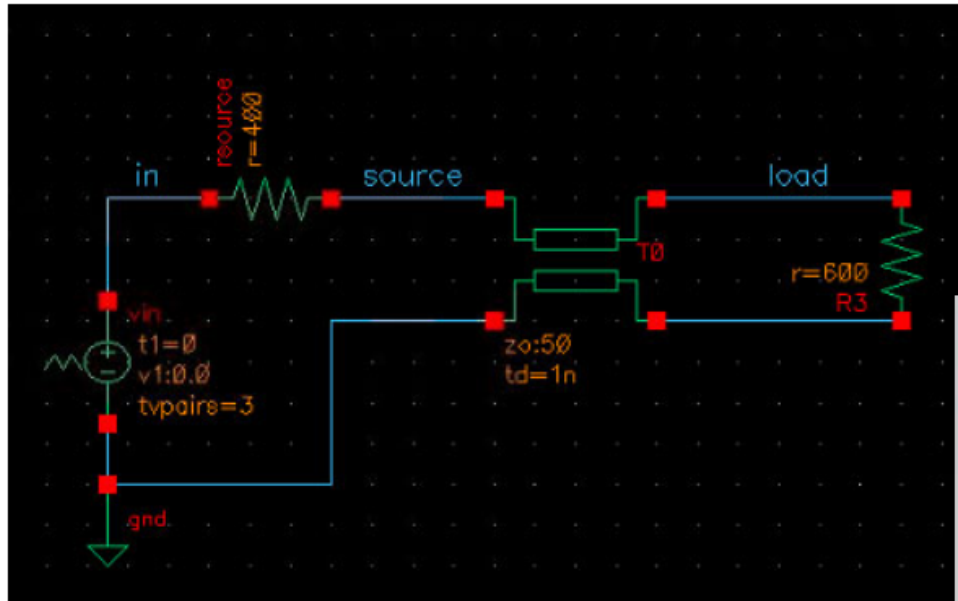 rsource
r=400
in
source
load
T0
r=600
R3
vin
t1=0
v1:0.0
tvpairs=3
zo:50
td=1n
gnd